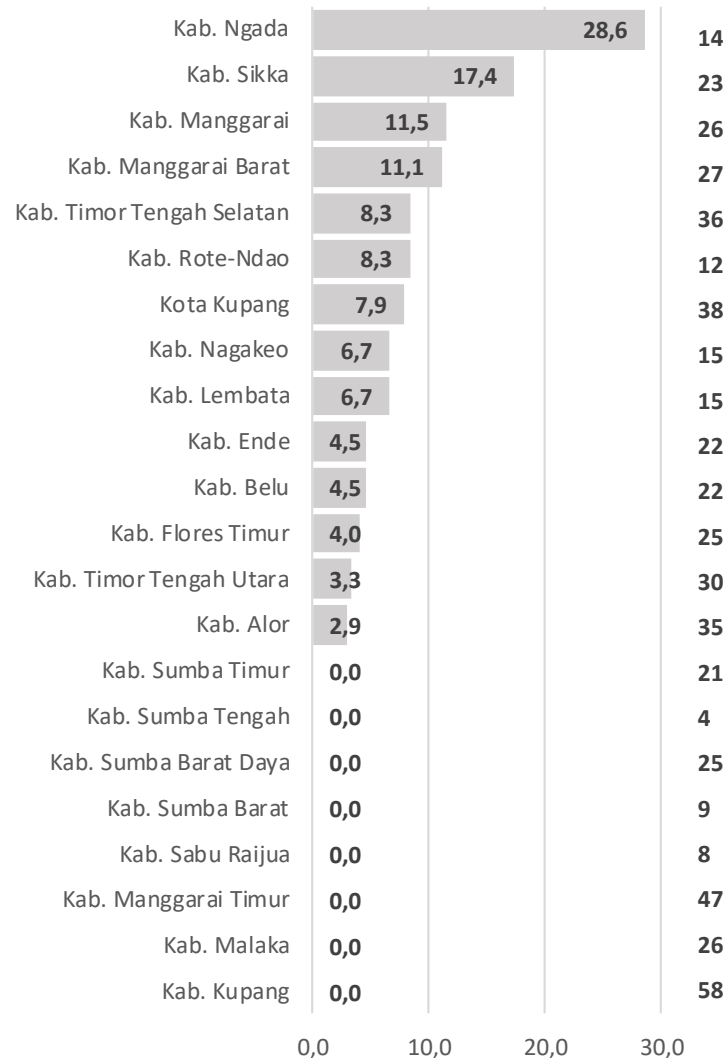 Kab. Ngada 28,6 14
Kab. Sikka 17,4 23
Kab. Manggarai 11,5 26
Kab. Manggarai Barat 11,1 27
Kab. Timor Tengah Selatan 8,3 36
Kab. Rote-Ndao 8,3 12
Kota Kupang 7,9 38
Kab. Nagakeo 6,7 15
Kab. Lembata 6,7 15
Kab. Ende 4,5 22
Kab. Belu 4,5 22
Kab. Flores Timur 4,0 25
Kab. Timor Tengah Utara 3,3 30
Kab. Alor 2,9 35
Kab. Sumba Timur 0,0 21
Kab. Sumba Tengah 0,0 4
Kab. Sumba Barat Daya 0,0 25
Kab. Sumba Barat 0,0 9
Kab. Sabu Raijua 0,0 8
Kab. Manggarai Timur 0,0 47
Kab. Malaka 0,0 26
Kab. Kupang 0,0 58
0,0 10,0 20,0 30,0